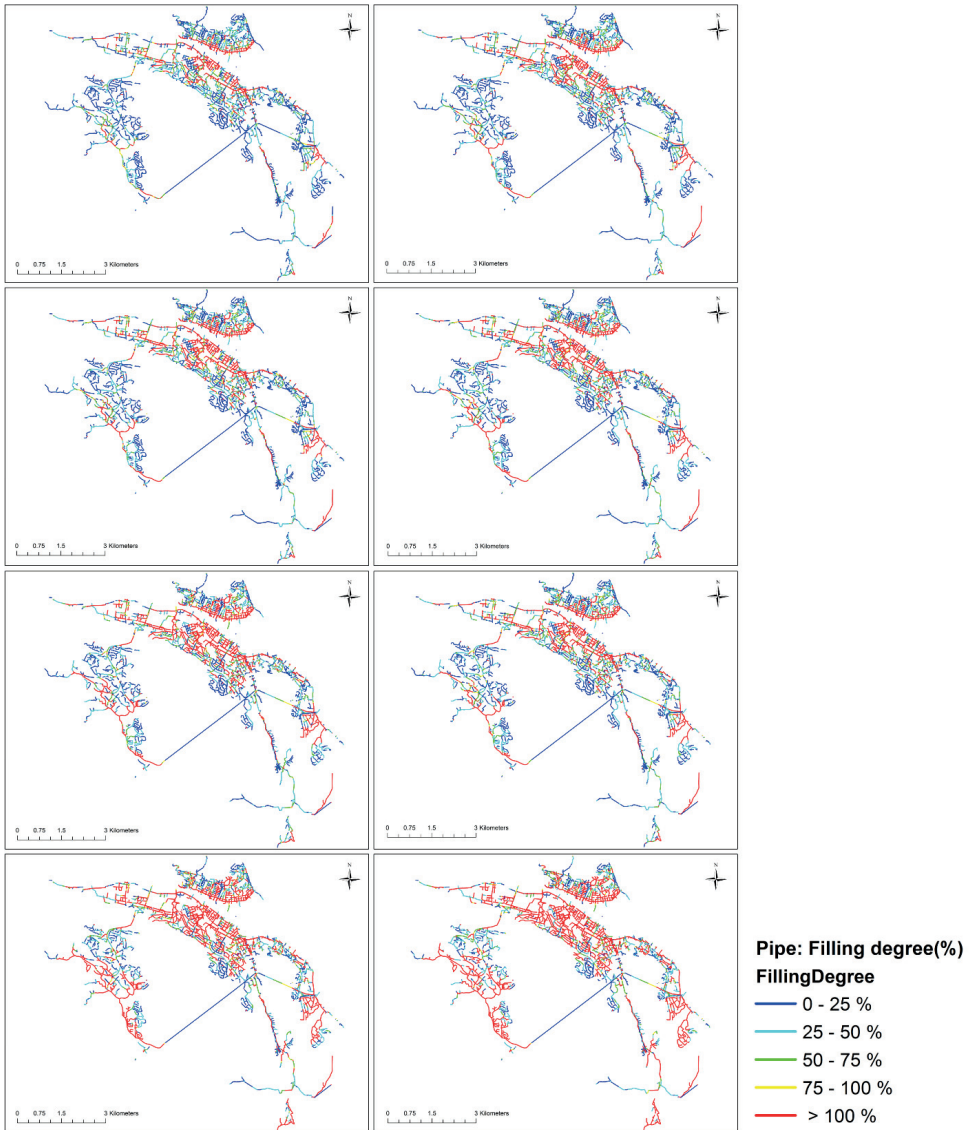 N
N
0 0.75 1.5 3 Kilometers
0 0.75 1.5 3 Kilometers
N
N
0 0.75 1.5 3 Kilometers
0 0.75 1.5 3 Kilometers
N
N
0 0.75 1.5 3 Kilometers
0 0.75 1.5 3 Kilometers
N
N
Pipe: Filling degree(%)
FillingDegree
0 - 25 %
25 - 50 %
50 - 75 %
75 - 100 %
> 100 %
0 0.75 1.5 3 Kilometers
0 0.75 1.5 3 Kilometers